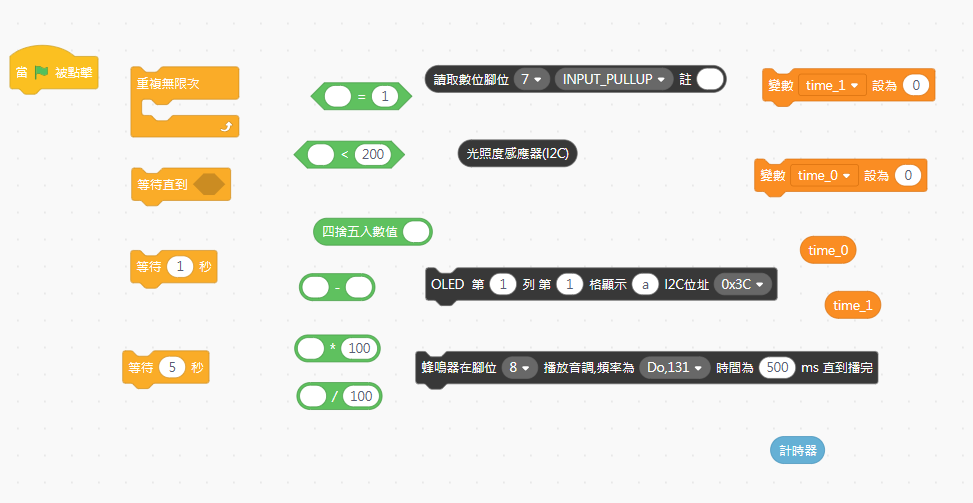 當 被點擊
重複無限次
等待直到
等待 1 秒
等待 5 秒
= 1
< 200
四捨五入數值
-
* 100
/ 100
讀取數位腳位 7 INPUT_PULLUP 註
光照度感應器(I2C)
OLED 第 1 列 第 1 格顯示 a I2C位址 0x3C
蜂鳴器在腳位 8 播放音調,頻率為 Do,131 時間為 500 ms 直到播完
變數 time_1 設為 0
變數 time_0 設為 0
time_0
time_1
計時器